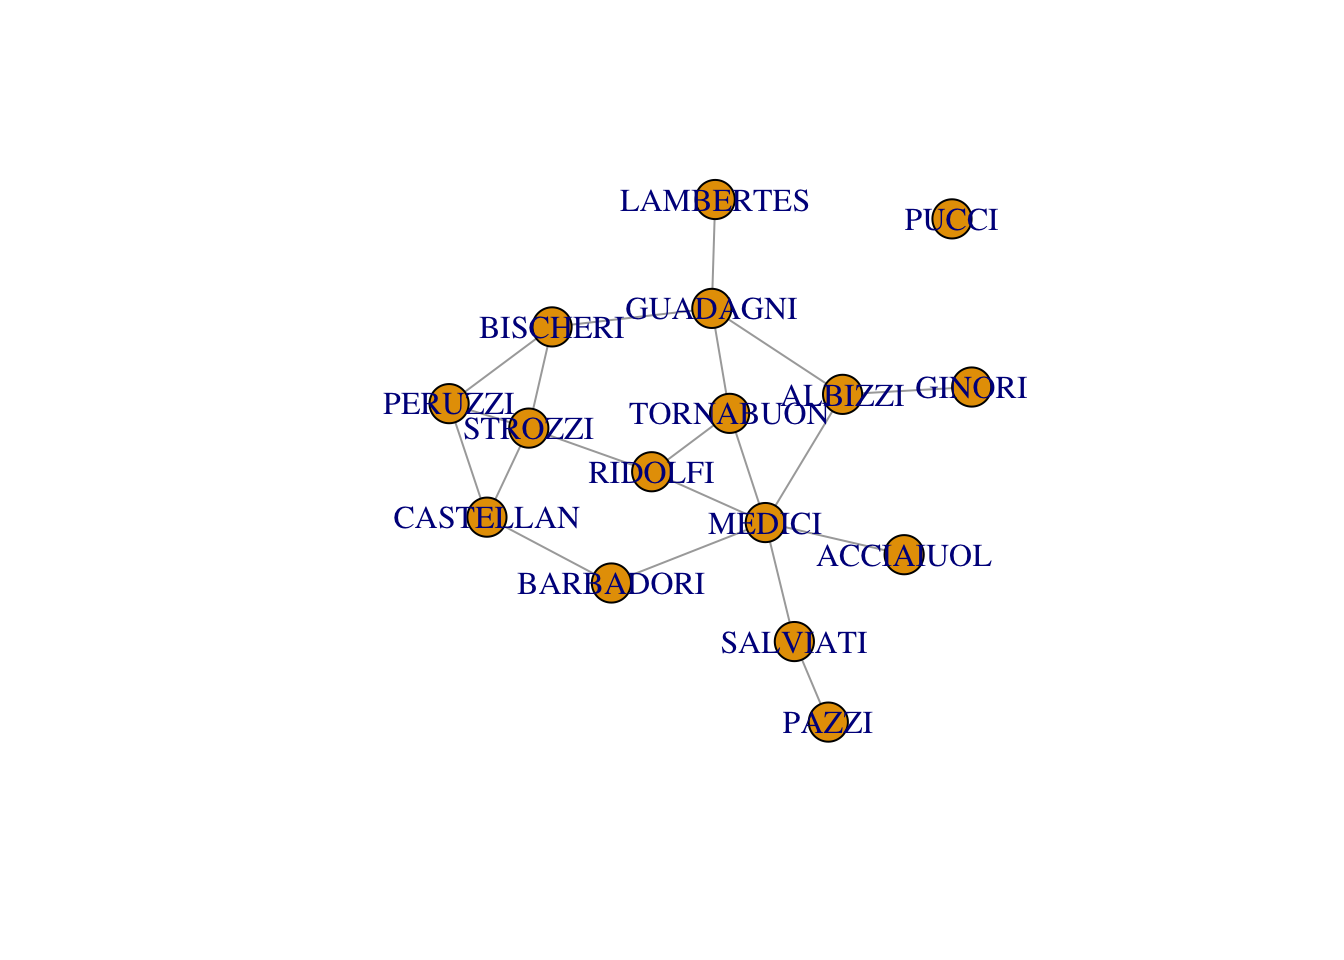 LAMBERTES
PUCCI
GUADAGNI
BISCHERI
GINORI
ALBIZZI
PERUZZI
TORNABUON
STROZZI
RIDOLFI
CASTELLAN
MEDICI
ACCIAIUOL
BARBADORI
SALVIATI
PAZZI